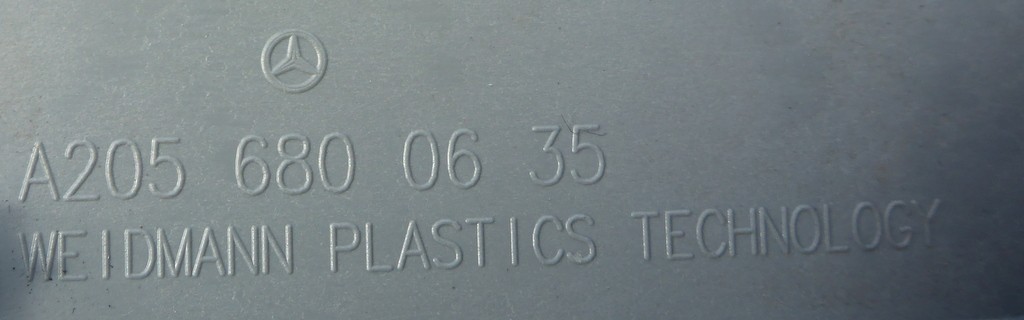 A205 680 06 35
WEIDMANN PLASTICS TECHNOLOGY